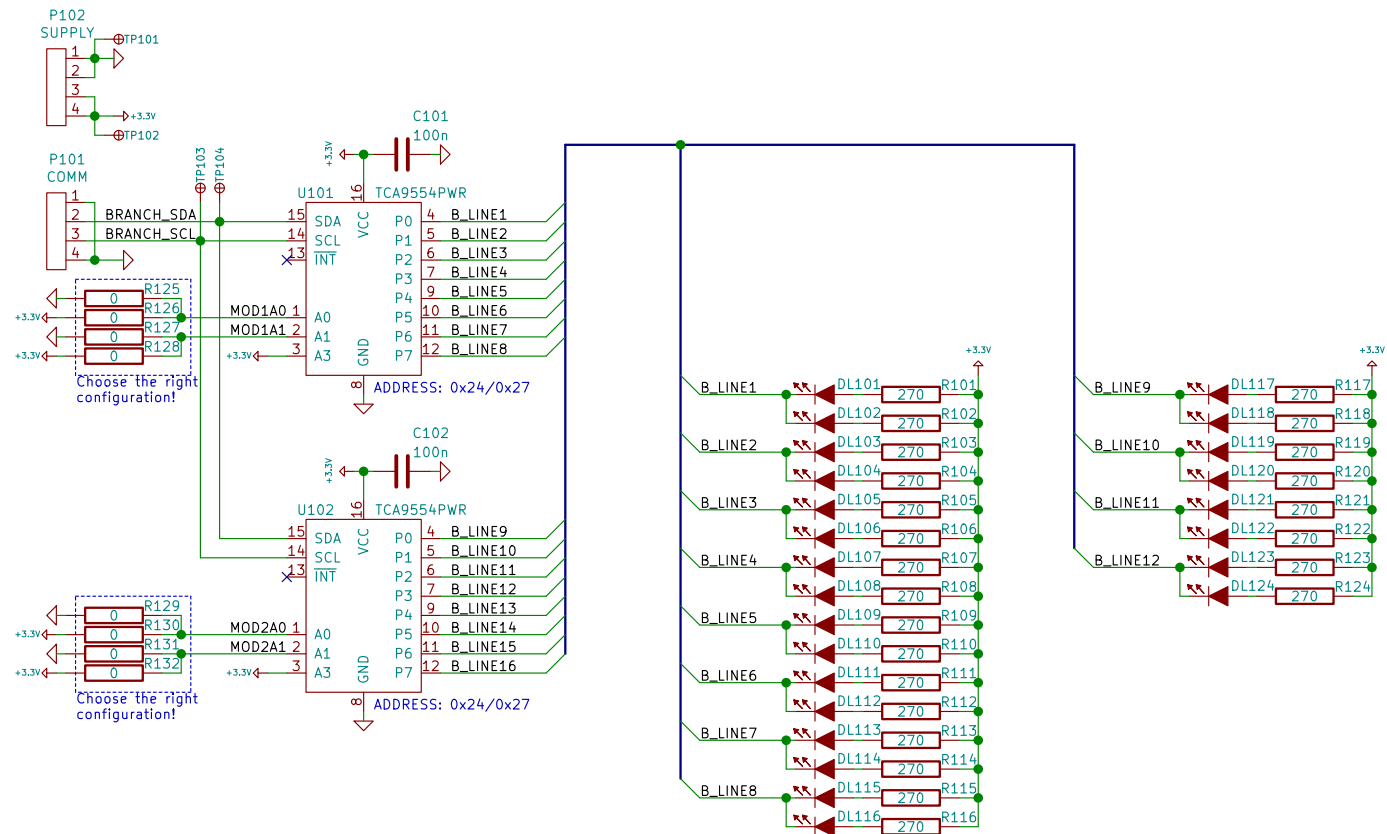 P102
SUPPLY
1
2
3
4
TP101
+3.3V
TP102
P101
COMM
1
2
3
4
BRANCH_SDA
BRANCH_SCL
TP103
TP104
+3.3V
C101
100n
U101
TCA9554PWR
16
VCC
15 SDA
14 SCL
13 INT
1 A0
2 A1
3 A3
GND
8
P0 4 B_LINE1
P1 5 B_LINE2
P2 6 B_LINE3
P3 7 B_LINE4
P4 9 B_LINE5
P5 10 B_LINE6
P6 11 B_LINE7
P7 12 B_LINE8
MOD1A0
MOD1A1
+3.3V
0 R125
+3.3V 0 R126
0 R127
+3.3V 0 R128
Choose the right
configuration!
ADDRESS: 0x24/0x27
+3.3V
C102
100n
U102
TCA9554PWR
16
VCC
15 SDA
14 SCL
13 INT
1 A0
2 A1
3 A3
GND
8
P0 4 B_LINE9
P1 5 B_LINE10
P2 6 B_LINE11
P3 7 B_LINE12
P4 9 B_LINE13
P5 10 B_LINE14
P6 11 B_LINE15
P7 12 B_LINE16
MOD2A0
MOD2A1
+3.3V
0 R129
+3.3V 0 R130
0 R131
+3.3V 0 R132
Choose the right
configuration!
ADDRESS: 0x24/0x27
+3.3V
B_LINE1 DL101 270 R101
DL102 270 R102
B_LINE2 DL103 270 R103
DL104 270 R104
B_LINE3 DL105 270 R105
DL106 270 R106
B_LINE4 DL107 270 R107
DL108 270 R108
B_LINE5 DL109 270 R109
DL110 270 R110
B_LINE6 DL111 270 R111
DL112 270 R112
B_LINE7 DL113 270 R113
DL114 270 R114
B_LINE8 DL115 270 R115
DL116 270 R116
+3.3V
B_LINE9 DL117 270 R117
DL118 270 R118
B_LINE10 DL119 270 R119
DL120 270 R120
B_LINE11 DL121 270 R121
DL122 270 R122
B_LINE12 DL123 270 R123
DL124 270 R124